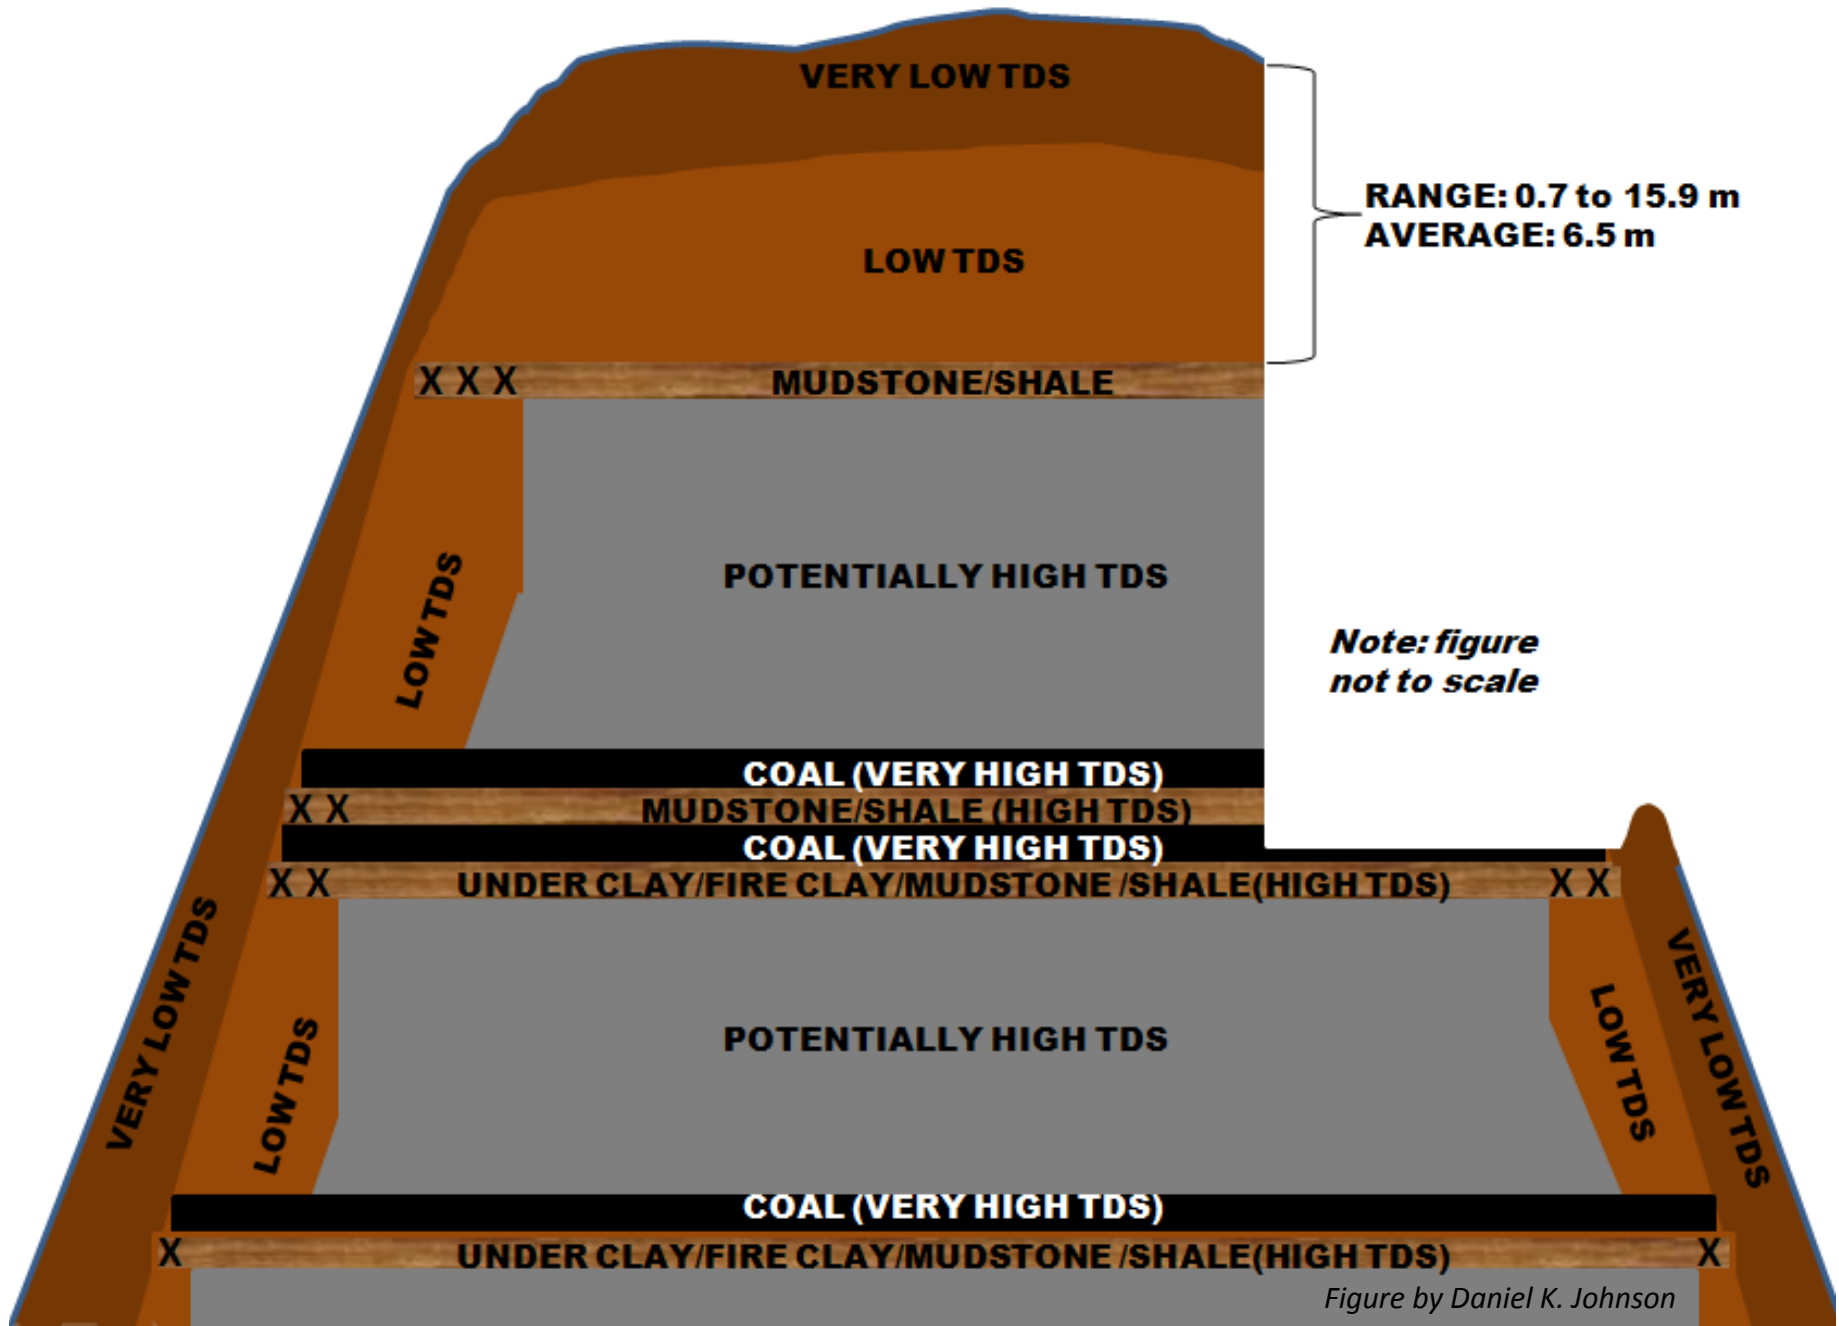 VERY LOW TDS
RANGE: 0.7 to 15.9 m
AVERAGE: 6.5 m
LOW TDS
X X X
MUDSTONE/SHALE
POTENTIALLY HIGH TDS
LOW TDS
Note: figure
not to scale
COAL (VERY HIGH TDS)
X X
MUDSTONE/SHALE (HIGH TDS)
COAL (VERY HIGH TDS)
X X
UNDER CLAY/FIRE CLAY/MUDSTONE /SHALE(HIGH TDS)
X X
VERY LOW TDS
LOW TDS
POTENTIALLY HIGH TDS
LOW TDS
VERY LOW TDS
COAL (VERY HIGH TDS)
X
UNDER CLAY/FIRE CLAY/MUDSTONE /SHALE(HIGH TDS)
X
Figure by Daniel K. Johnson